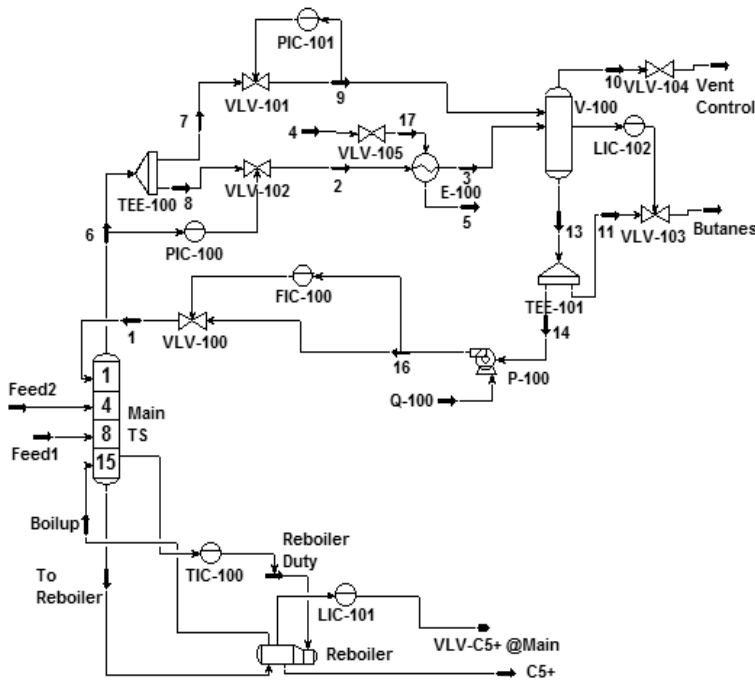 PIC-101
10
VLV-104
Vent
Control
VLV-101
9
V-100
7
4
17
VLV-105
LIC-102
3
E-100
TEE-100
8
VLV-102
2
5
13
11
VLV-103
Butanes
6
PIC-100
FIC-100
TEE-101
14
1
VLV-100
16
P-100
Q-100
1
Feed2
4
Main
TS
8
Feed1
15
Boilup
Reboiler
Duty
TIC-100
To
Reboiler
LIC-101
VLV-C5+ @Main
Reboiler
C5+